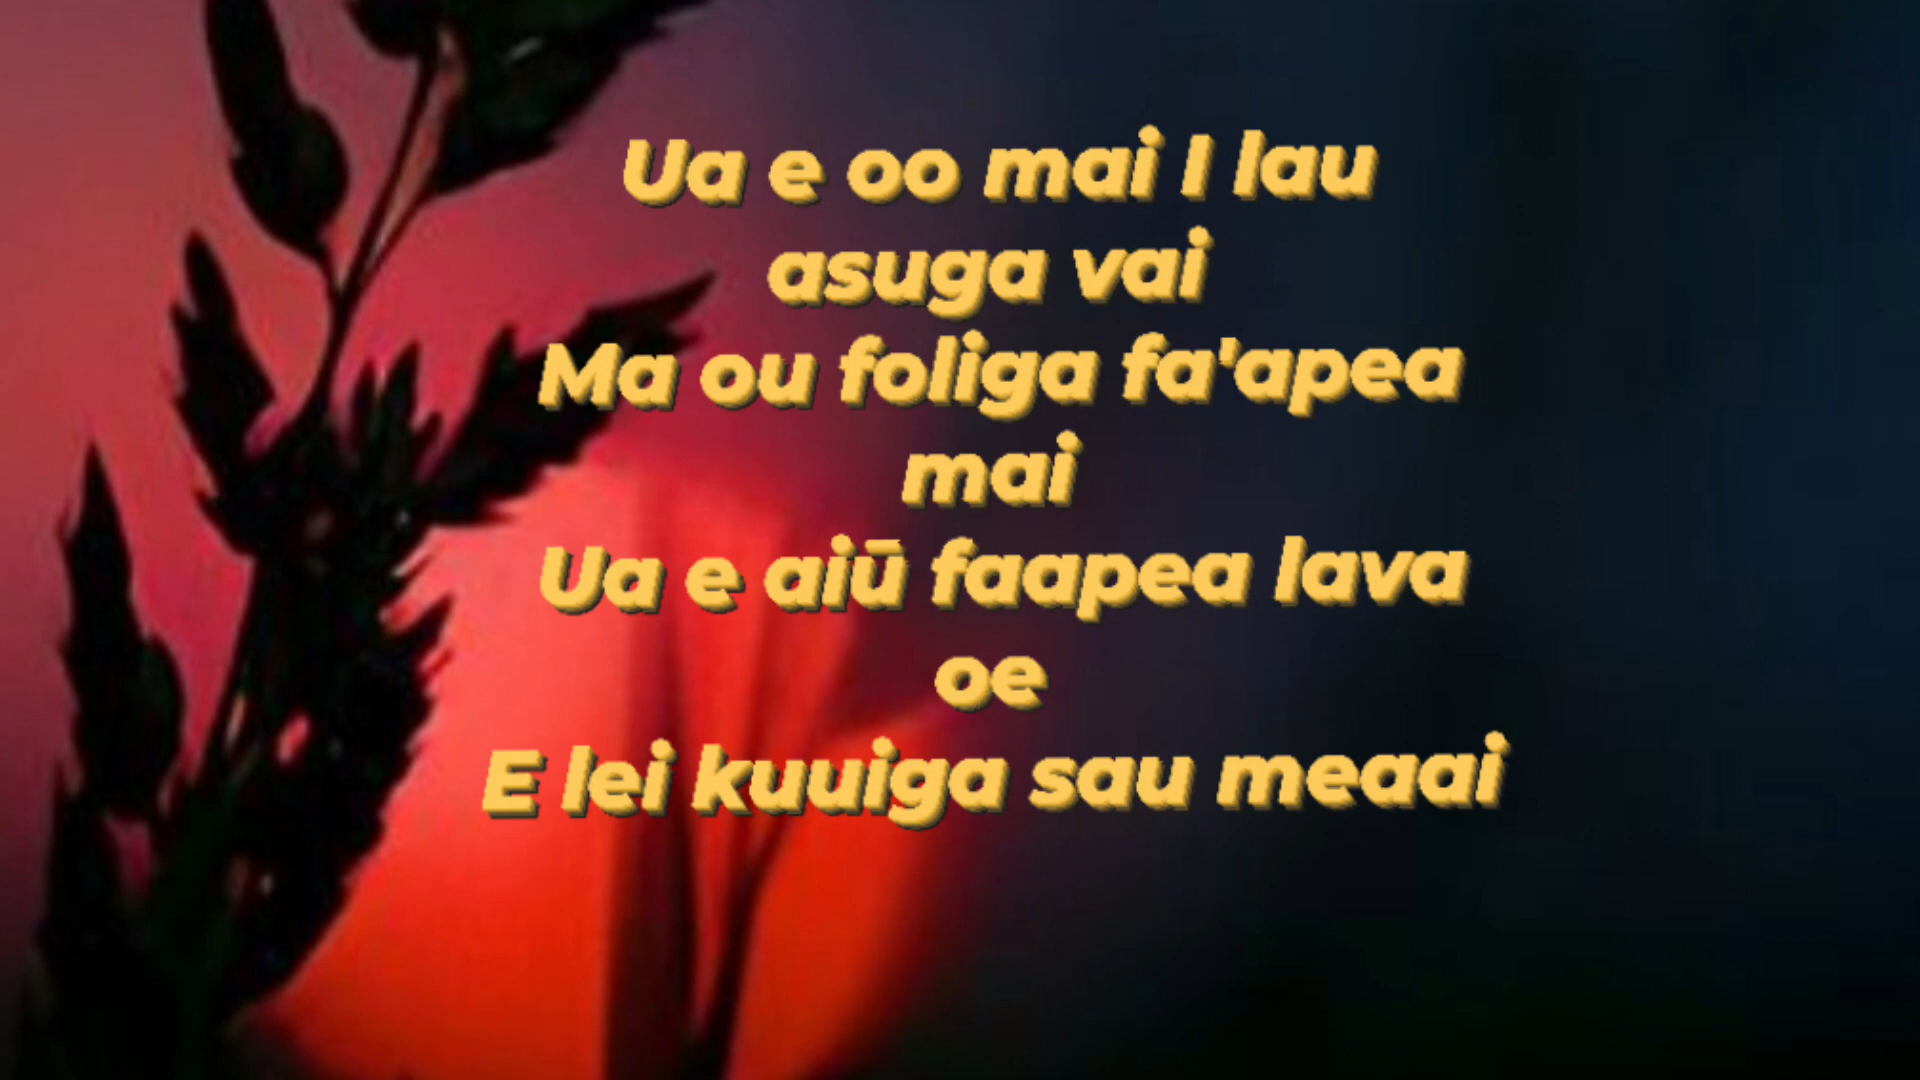 Ua e oo mai I lau
asuga vai
Ma ou foliga fa'apea
mai
Ua e aiū faapea lava
oe
E lei kuuiga sau meaai